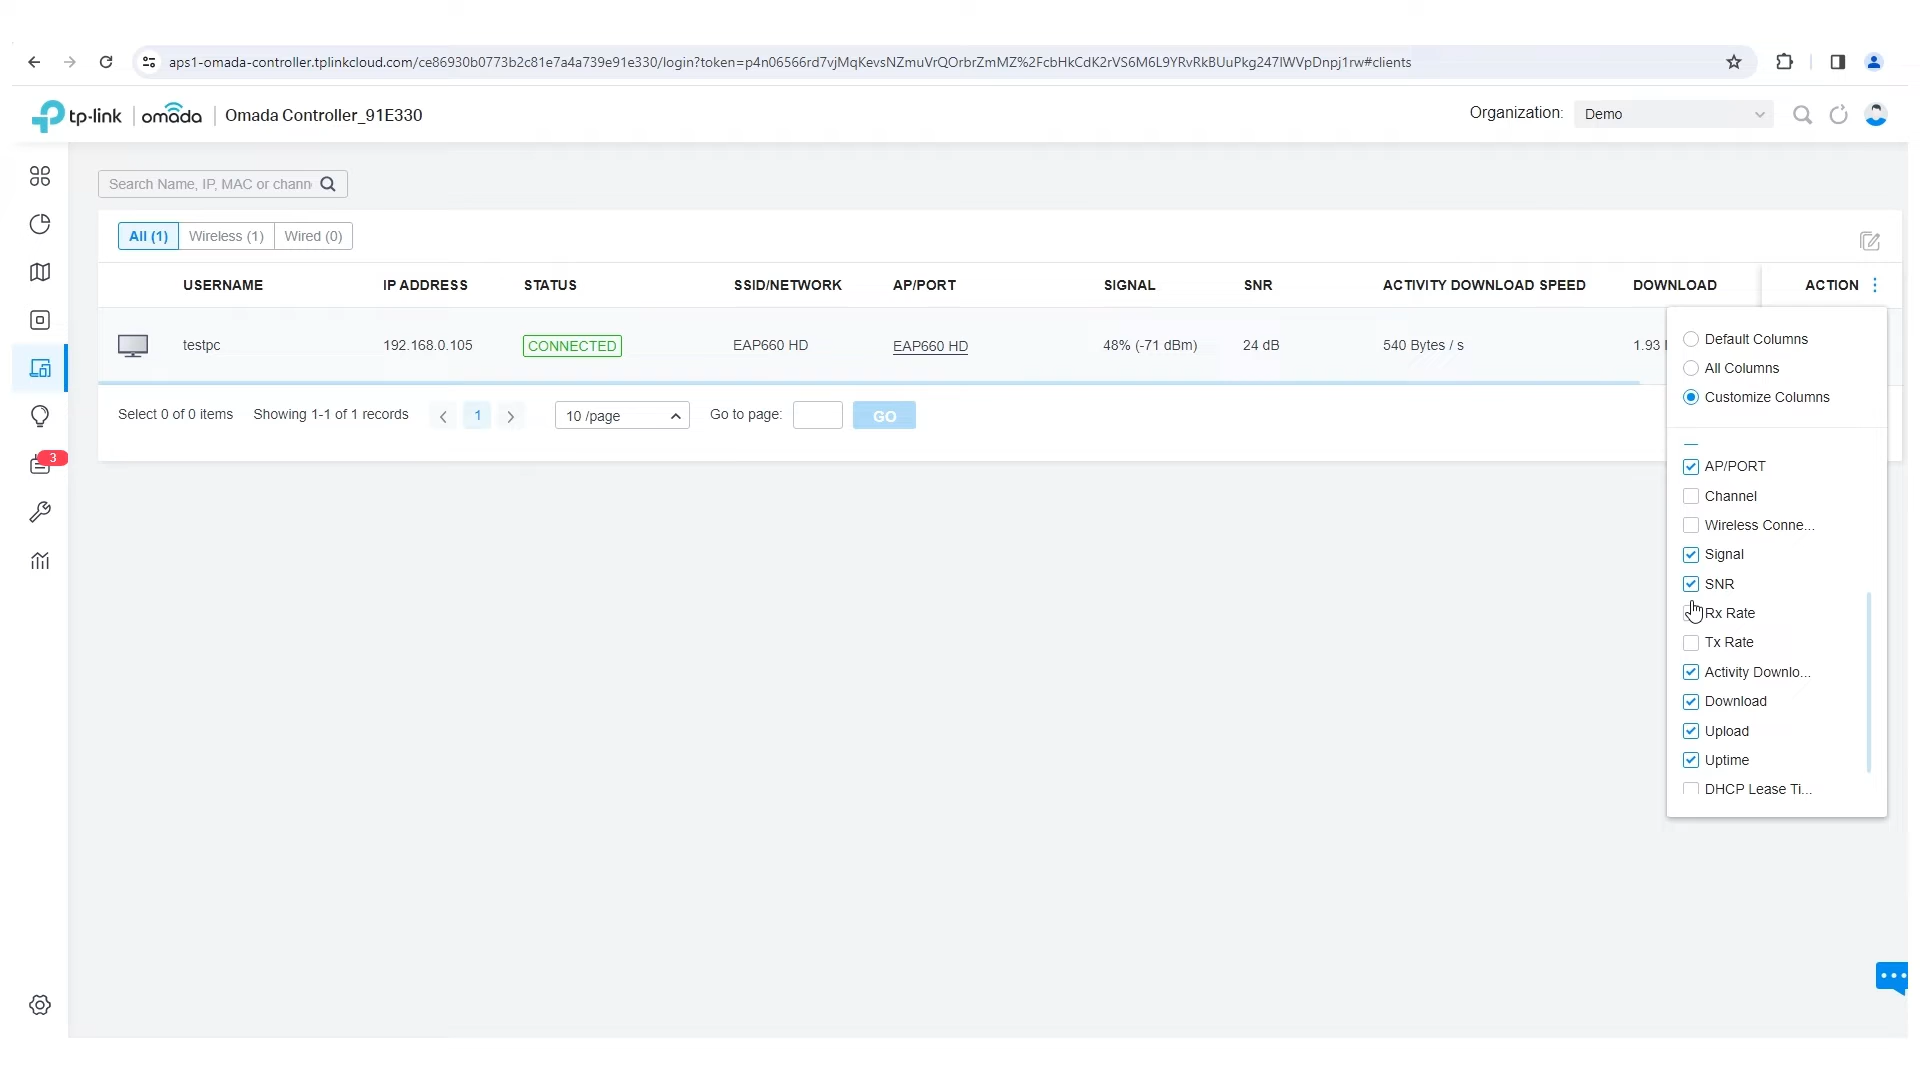 aps1-omada-controller.tplinkcloud.com/ce86930b0773b2c81e7a4a739e91e330/login?token=p4n06566rd7vjMqKevsNZmuVrQOrbrZmMZ%2FcbHkCdK2rVS6M6L9YRvRkBUuPkg247IWVpDnpj1rw#clients
tp-link | omada | Omada Controller_91E330
Organization: Demo
Search Name, IP, MAC or chann
All (1) Wireless (1) Wired (0)
USERNAME IP ADDRESS STATUS SSID/NETWORK AP/PORT SIGNAL SNR ACTIVITY DOWNLOAD SPEED DOWNLOAD ACTION
testpc 192.168.0.105 CONNECTED EAP660 HD EAP660 HD 48% (-71 dBm) 24 dB 540 Bytes / s 1.93
Select 0 of 0 items Showing 1-1 of 1 records 1 10 /page Go to page: GO
Default Columns
All Columns
Customize Columns
AP/PORT
Channel
Wireless Conne...
Signal
SNR
Rx Rate
Tx Rate
Activity Downlo...
Download
Upload
Uptime
DHCP Lease Ti...
3